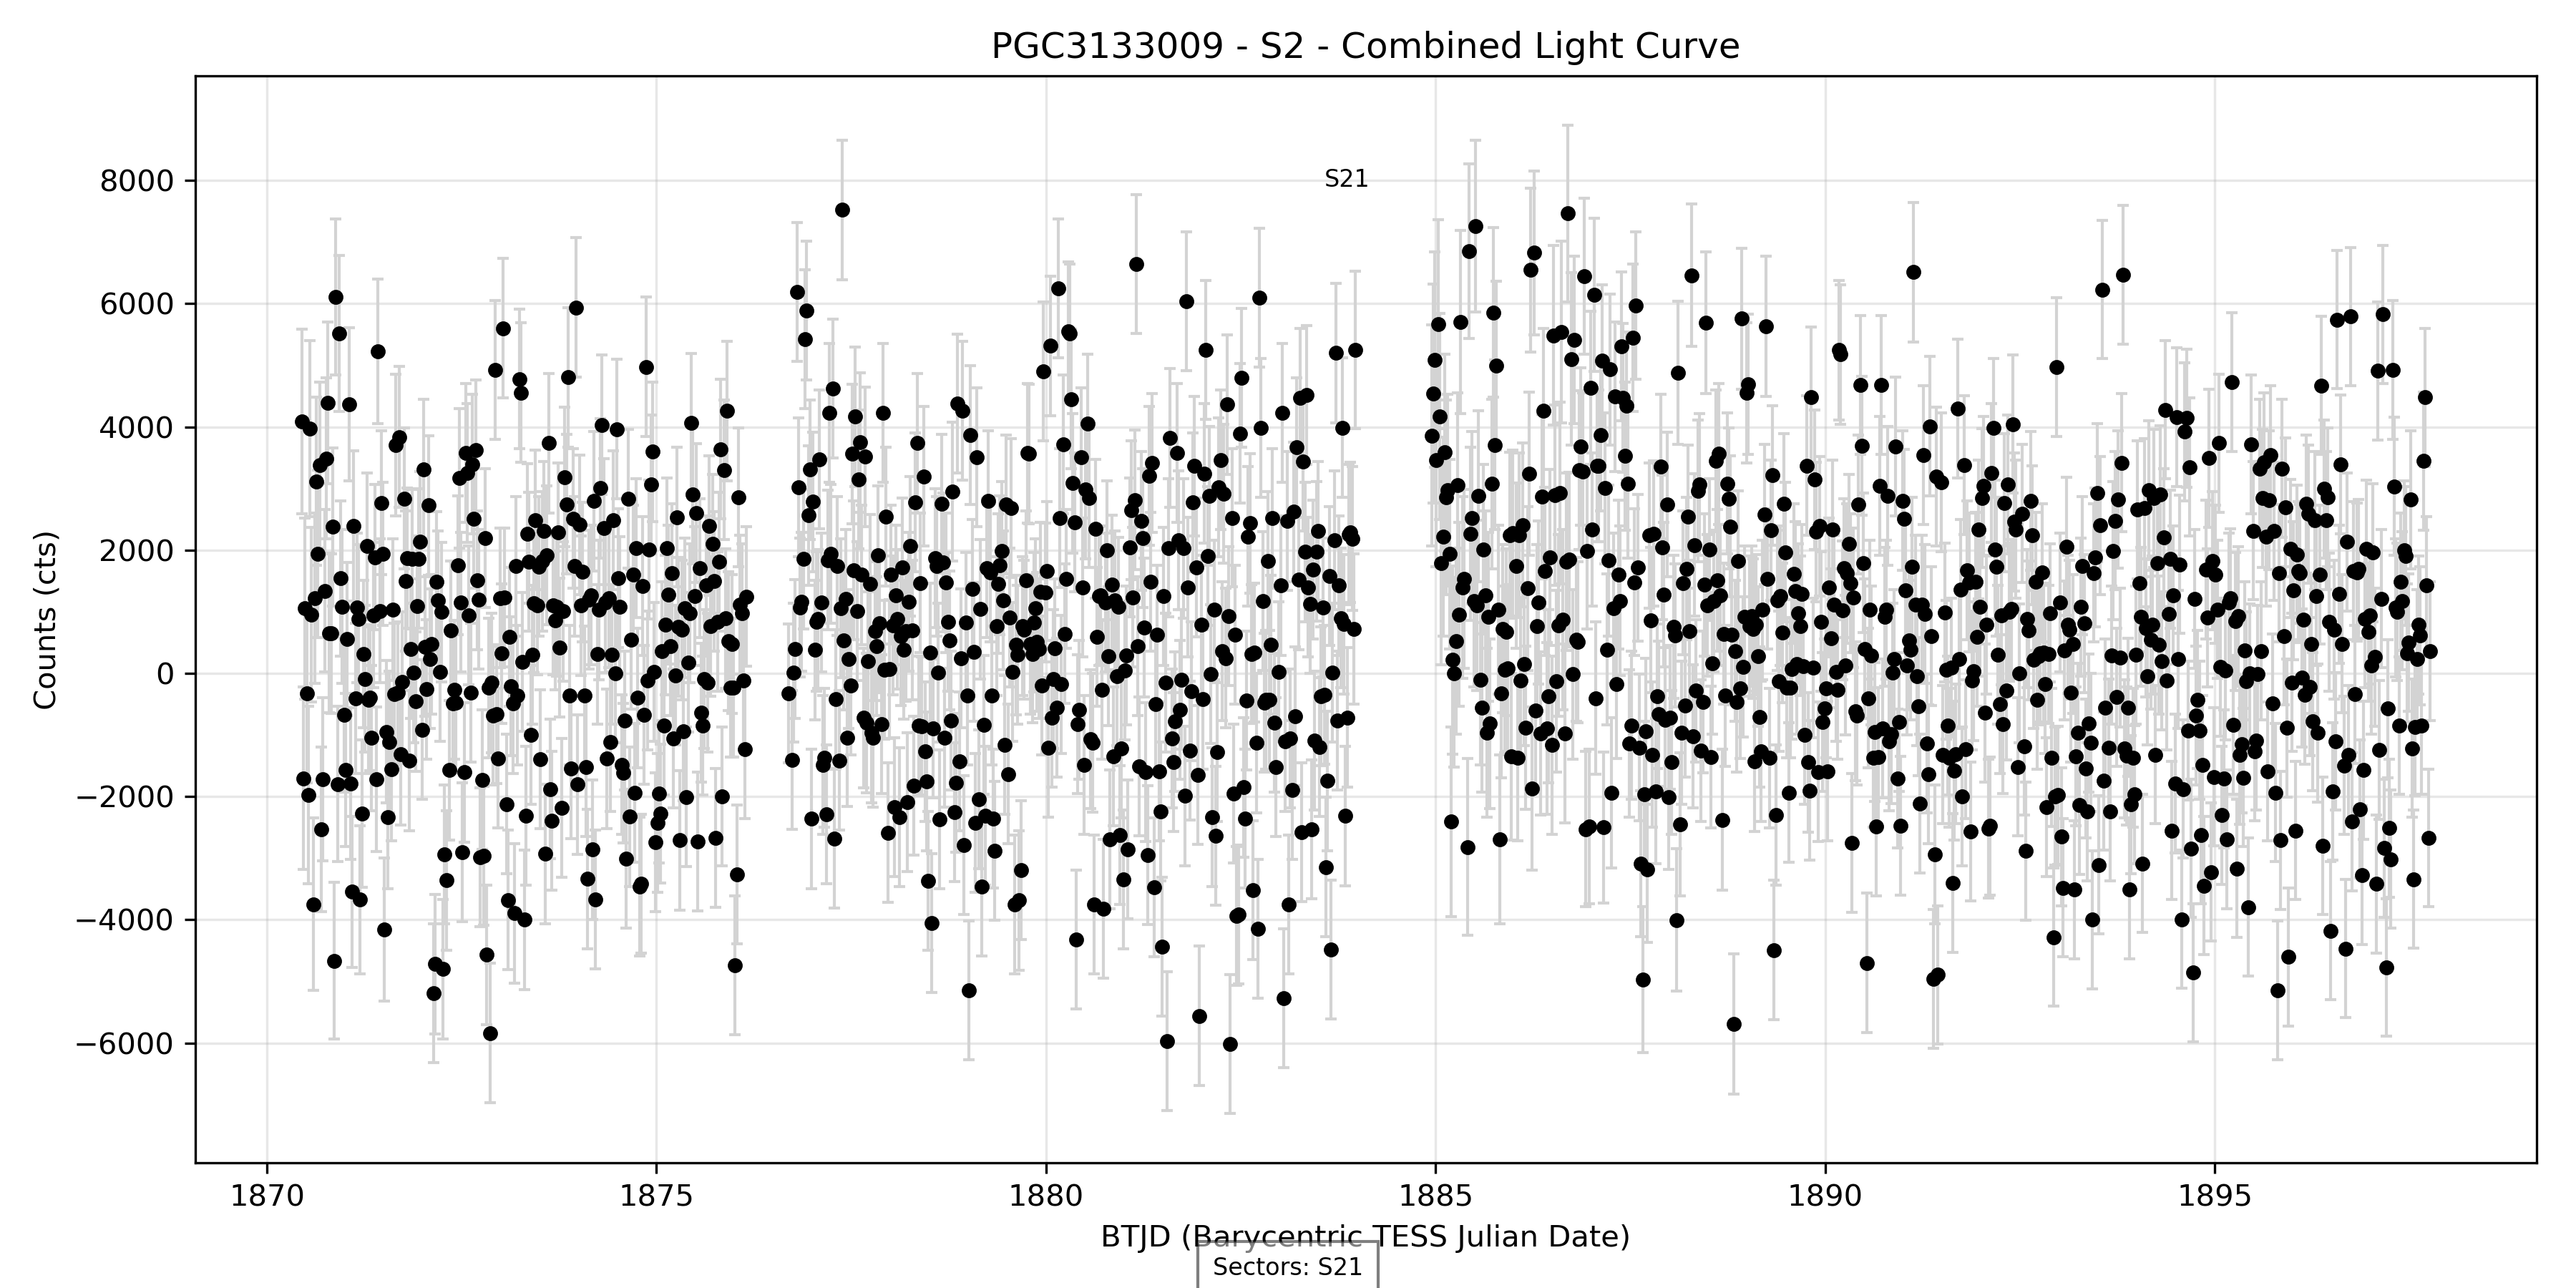 PGC3133009 - S2 - Combined Light Curve
Counts (cts)
8000
6000
4000
2000
0
−2000
−4000
−6000
S21
1870
1875
1880
1885
1890
1895
BTJD (Barycentric TESS Julian Date)
Sectors: S21